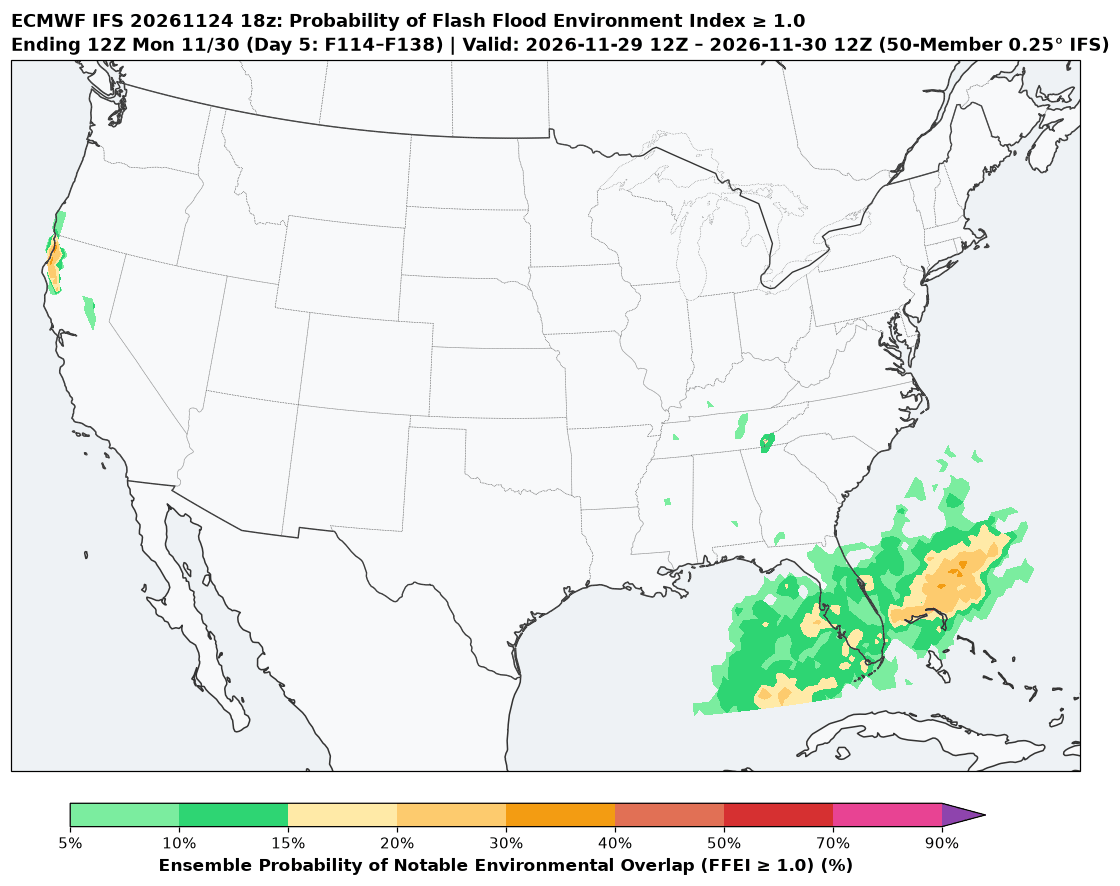 ECMWF IFS 20261124 18z: Probability of Flash Flood Environment Index ≥ 1.0
Ending 12Z Mon 11/30 (Day 5: F114–F138) | Valid: 2026-11-29 12Z – 2026-11-30 12Z (50-Member 0.25° IFS)
5% 10% 15% 20% 30% 40% 50% 70% 90%
Ensemble Probability of Notable Environmental Overlap (FFEI ≥ 1.0) (%)